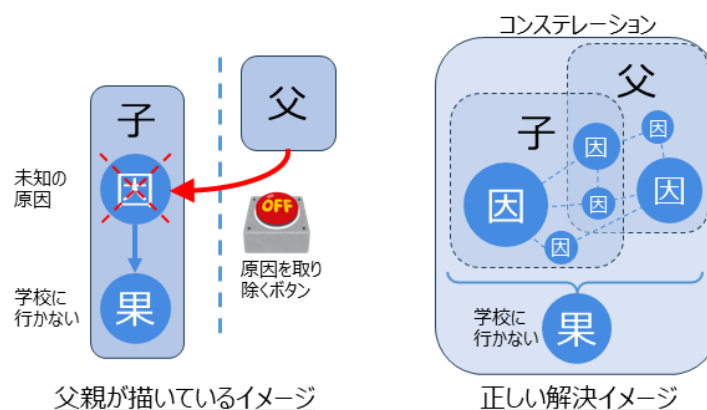 子
因
未知の
原因
果
学校に
行かない
父
OFF
原因を取り
除くボタン
父親が描いているイメージ
コンステレーション
父
子
因
因
因
因
因
因
学校に
行かない
果
正しい解決イメージ